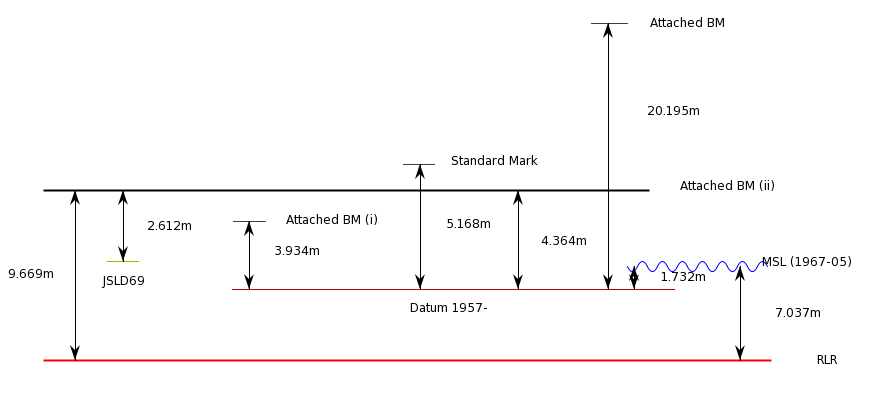 Attached BM
20.195m
Standard Mark
Attached BM (ii)
Attached BM (i)
2.612m
5.168m
4.364m
3.934m
MSL (1967-05)
9.669m
1.732m
JSLD69
Datum 1957-
7.037m
RLR